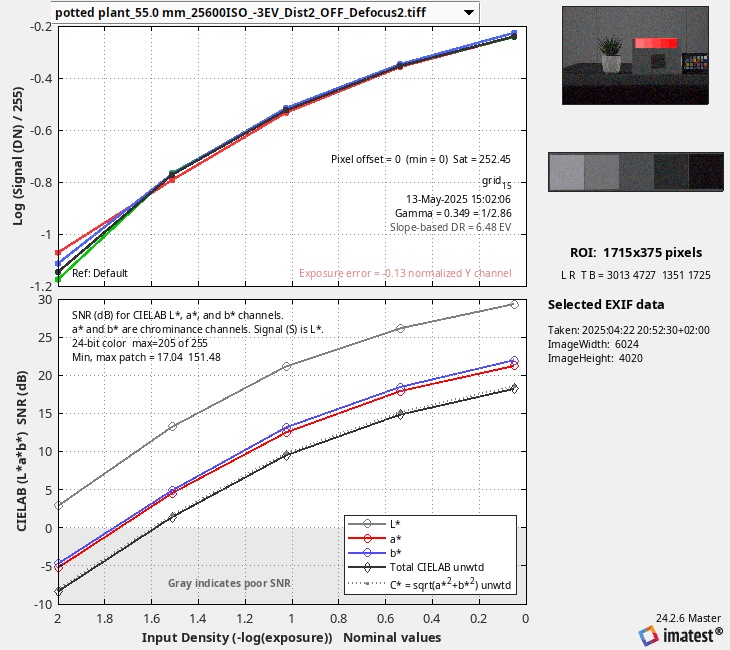 potted plant_55.0 mm_25600ISO_-3EV_Dist2_OFF_Defocus2.tiff
-0.2
-0.4
-0.6
-0.8
-1
-1.2
Log (Signal (DN) / 255)
Pixel offset = 0 (min = 0) Sat = 252.45
grid_15
13-May-2025 15:02:06
Gamma = 0.349 = 1/2.86
Slope-based DR = 6.48 EV
Ref: Default
Exposure error = -0.13 normalized Y channel
30
25
20
15
10
5
0
-5
-10
CIELAB (L*a*b*) SNR (dB)
SNR (dB) for CIELAB L*, a*, and b* channels.
a* and b* are chrominance channels. Signal (S) is L*.
24-bit color max=205 of 255
Min, max patch = 17.04 151.48
L*
a*
b*
Total CIELAB unwtd
C* = sqrt(a*²+b*²) unwtd
Gray indicates poor SNR
2 1.8 1.6 1.4 1.2 1 0.8 0.6 0.4 0.2 0
Input Density (-log(exposure)) Nominal values
ROI: 1715x375 pixels
L R T B = 3013 4727 1351 1725
Selected EXIF data
Taken: 2025:04:22 20:52:30+02:00
ImageWidth: 6024
ImageHeight: 4020
24.2.6 Master
imatest®